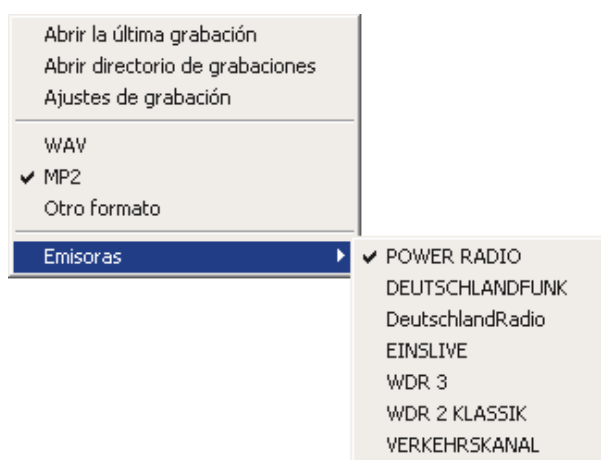 Abrir la última grabación
Abrir directorio de grabaciones
Ajustes de grabación
WAV
MP2
Otro formato
Emisoras
POWER RADIO
DEUTSCHLANDFUNK
DeutschlandRadio
EINSLIVE
WDR 3
WDR 2 KLASSIK
VERKEHRSKANAL